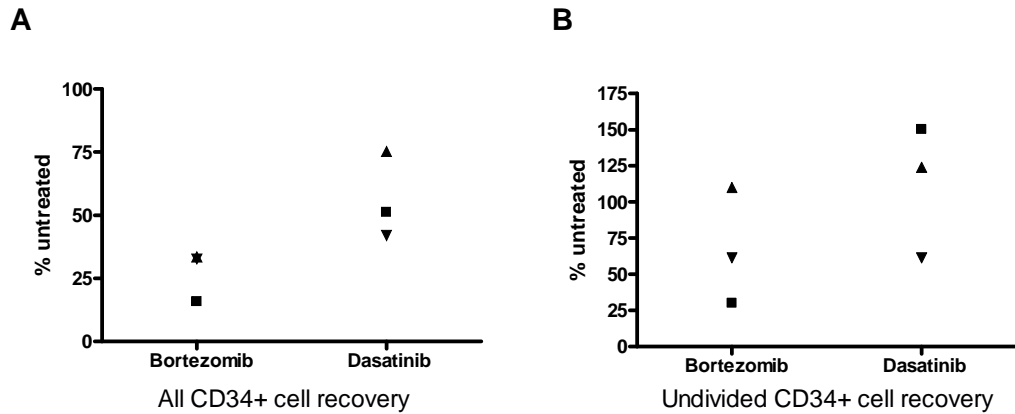 A
B
100
75
50
25
0
% untreated
Bortezomib
Dasatinib
All CD34+ cell recovery
175
150
125
100
75
50
25
0
% untreated
Bortezomib
Dasatinib
Undivided CD34+ cell recovery